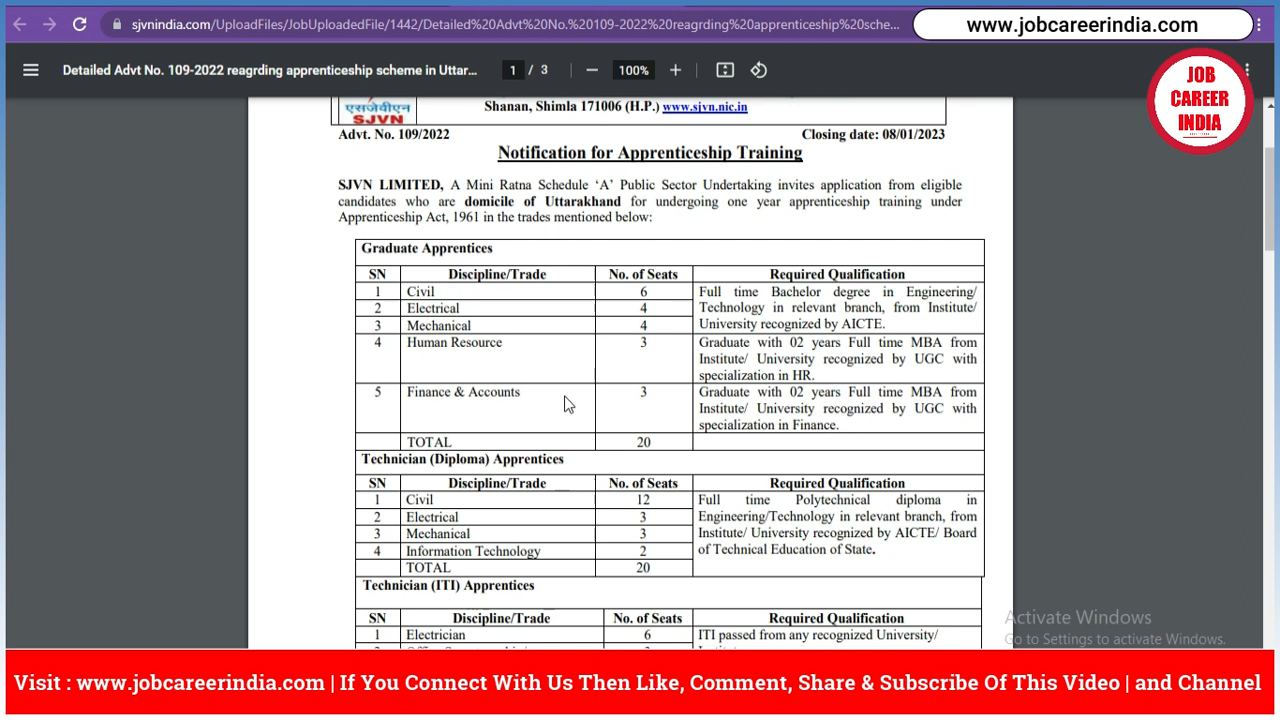 sjvnindia.com/UploadFiles/JobUploadedFile/1442/Detailed%20Advt%20No.%20109-2022%20reagrding%20apprenticeship%20sche...
www.jobcareerindia.com
Detailed Advt No. 109-2022 reagrding apprenticeship scheme in Uttar...
1 / 3
100%
JOB
CAREER
INDIA
एसजेवीएन
SJVN
Shanan, Shimla 171006 (H.P.) www.sjvn.nic.in
Advt. No. 109/2022 Closing date: 08/01/2023
Notification for Apprenticeship Training
SJVN LIMITED, A Mini Ratna Schedule ‘A’ Public Sector Undertaking invites application from eligible
candidates who are domicile of Uttarakhand for undergoing one year apprenticeship training under
Apprenticeship Act, 1961 in the trades mentioned below:
Graduate Apprentices
SN Discipline/Trade No. of Seats Required Qualification
1 Civil 6 Full time Bachelor degree in Engineering/
2 Electrical 4 Technology in relevant branch, from Institute/
3 Mechanical 4 University recognized by AICTE.
4 Human Resource 3 Graduate with 02 years Full time MBA from
Institute/ University recognized by UGC with
specialization in HR.
5 Finance & Accounts 3 Graduate with 02 years Full time MBA from
Institute/ University recognized by UGC with
specialization in Finance.
TOTAL 20
Technician (Diploma) Apprentices
SN Discipline/Trade No. of Seats Required Qualification
1 Civil 12 Full time Polytechnical diploma in
2 Electrical 3 Engineering/Technology in relevant branch, from
3 Mechanical 3 Institute/ University recognized by AICTE/ Board
4 Information Technology 2 of Technical Education of State.
TOTAL 20
Technician (ITI) Apprentices
SN Discipline/Trade No. of Seats Required Qualification
1 Electrician 6 ITI passed from any recognized University/
Activate Windows
Go to Settings to activate Windows.
Visit : www.jobcareerindia.com | If You Connect With Us Then Like, Comment, Share & Subscribe Of This Video | and Channel